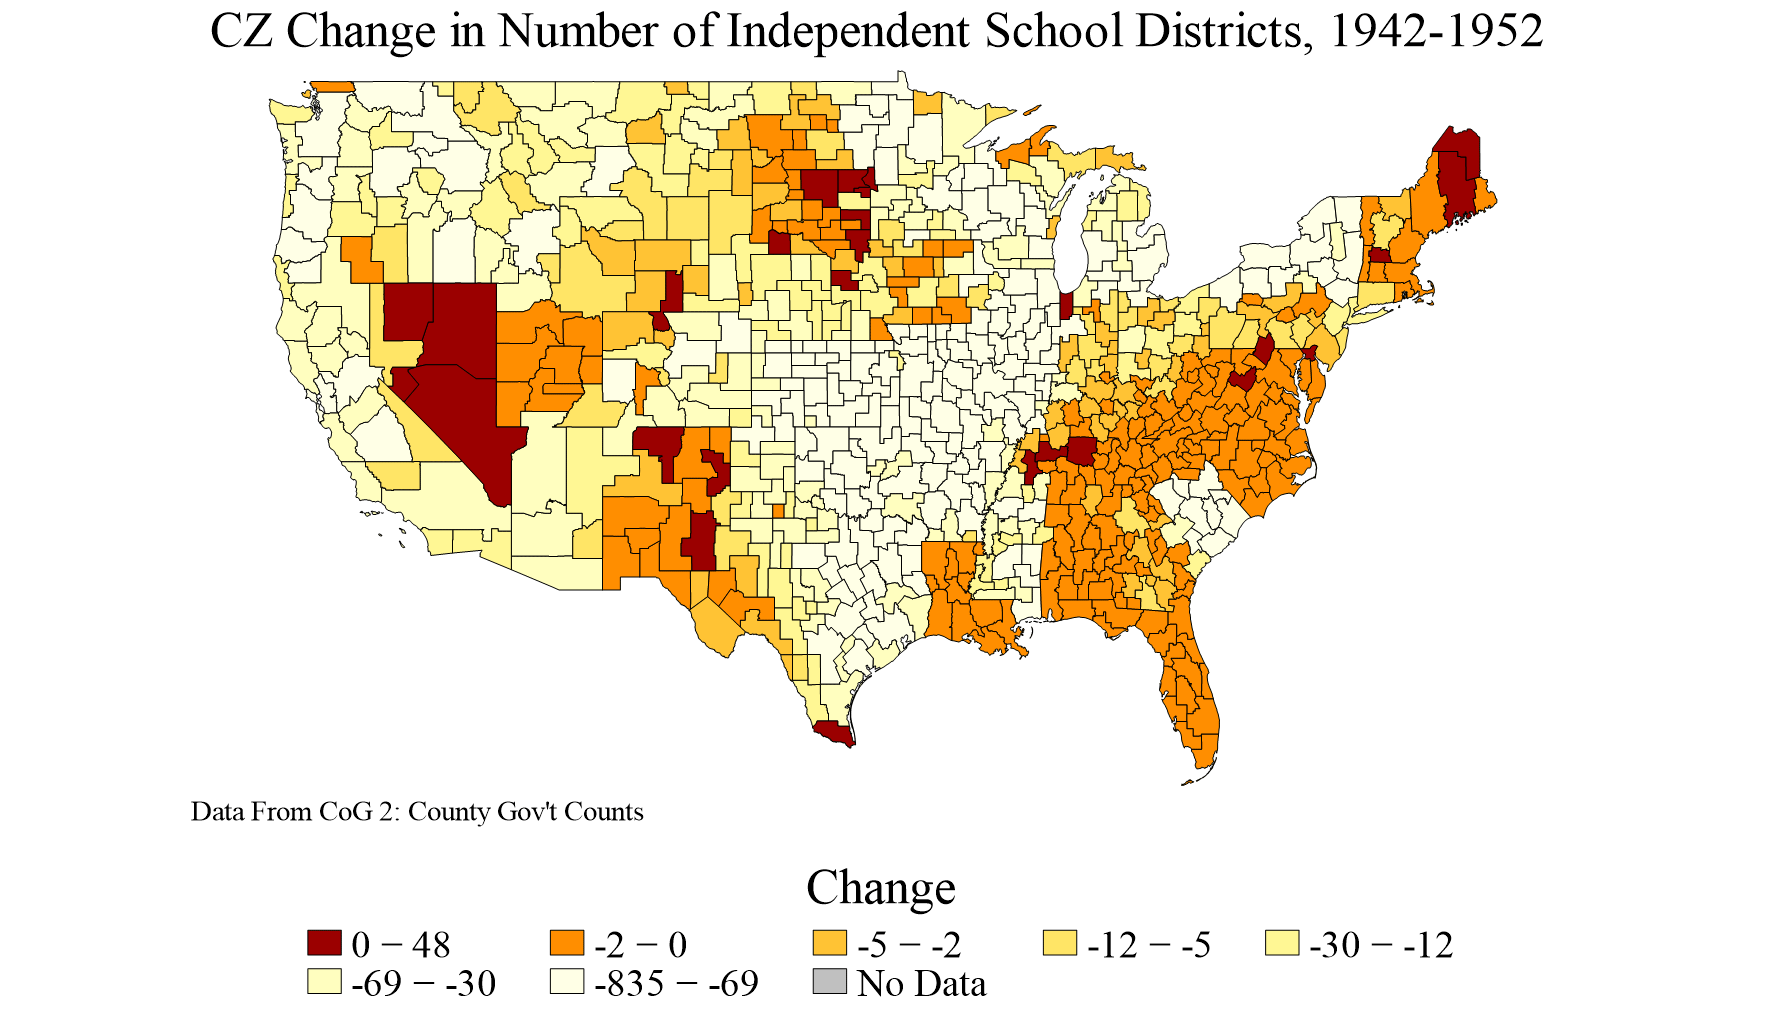 CZ Change in Number of Independent School Districts, 1942-1952
Data From CoG 2: County Gov't Counts
Change
0 – 48 -2 – 0 -5 – -2 -12 – -5 -30 – -12
-69 – -30 -835 – -69 No Data